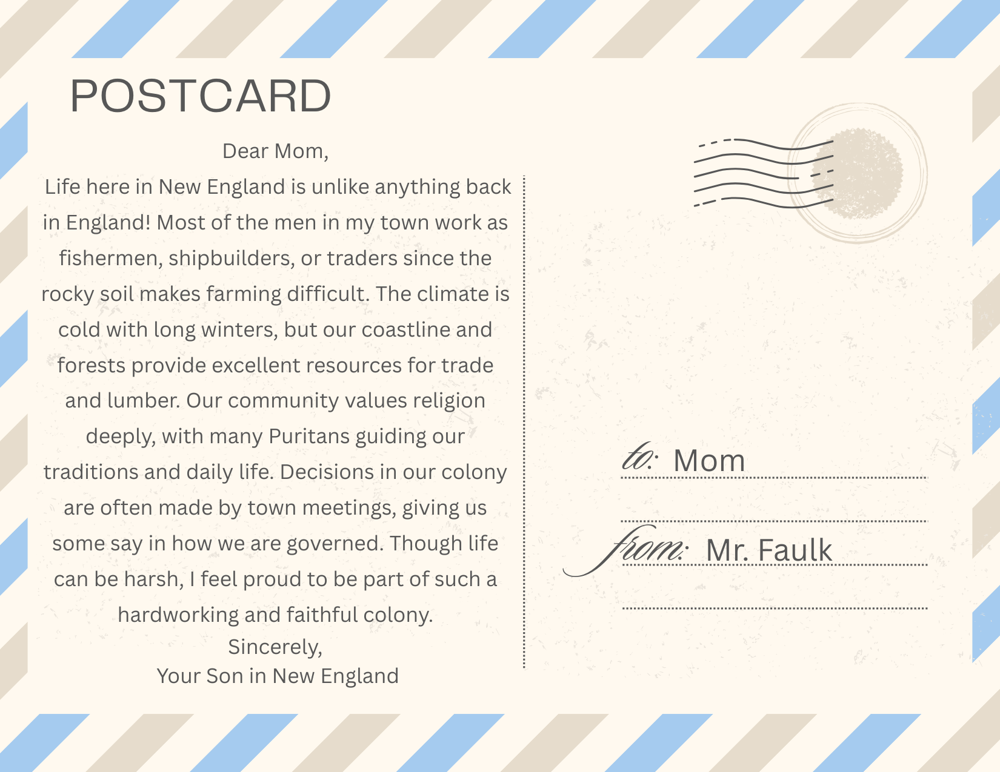 POSTCARD
Dear Mom,
Life here in New England is unlike anything back
in England! Most of the men in my town work as
fishermen, shipbuilders, or traders since the
rocky soil makes farming difficult. The climate is
cold with long winters, but our coastline and
forests provide excellent resources for trade
and lumber. Our community values religion
deeply, with many Puritans guiding our
traditions and daily life. Decisions in our colony
are often made by town meetings, giving us
some say in how we are governed. Though life
can be harsh, I feel proud to be part of such a
hardworking and faithful colony.
Sincerely,
Your Son in New England
to: Mom
from: Mr. Faulk